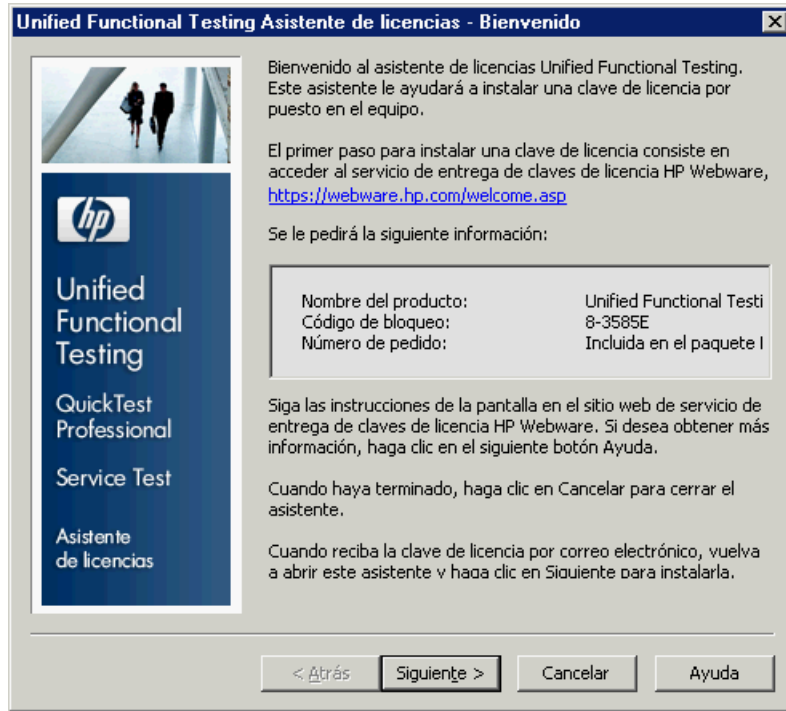 Unified Functional Testing Asistente de licencias - Bienvenido
hp
Unified
Functional
Testing
QuickTest
Professional
Service Test
Asistente
de licencias
Bienvenido al asistente de licencias Unified Functional Testing.
Este asistente le ayudará a instalar una clave de licencia por
puesto en el equipo.
El primer paso para instalar una clave de licencia consiste en
acceder al servicio de entrega de claves de licencia HP Webware,
https://webware.hp.com/welcome.asp
Se le pedirá la siguiente información:
Nombre del producto: Unified Functional Testi
Código de bloqueo: 8-3585E
Número de pedido: Incluida en el paquete l
Siga las instrucciones de la pantalla en el sitio web de servicio de
entrega de claves de licencia HP Webware. Si desea obtener más
información, haga clic en el siguiente botón Ayuda.
Cuando haya terminado, haga clic en Cancelar para cerrar el
asistente.
Cuando reciba la clave de licencia por correo electrónico, vuelva
a abrir este asistente y haga clic en Siguiente para instalarla.
< Atrás
Siguiente >
Cancelar
Ayuda